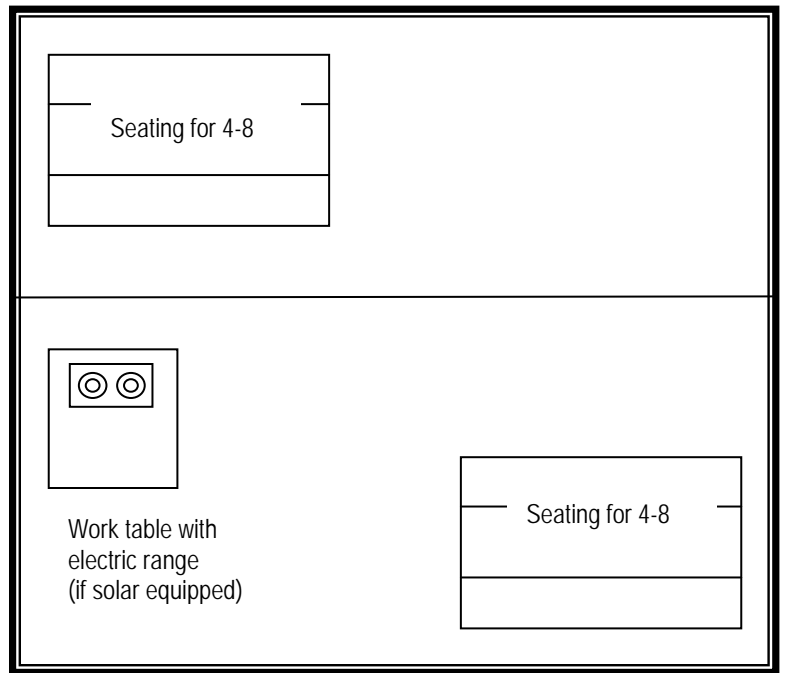 Seating for 4-8
Work table with
electric range
(if solar equipped)
Seating for 4-8